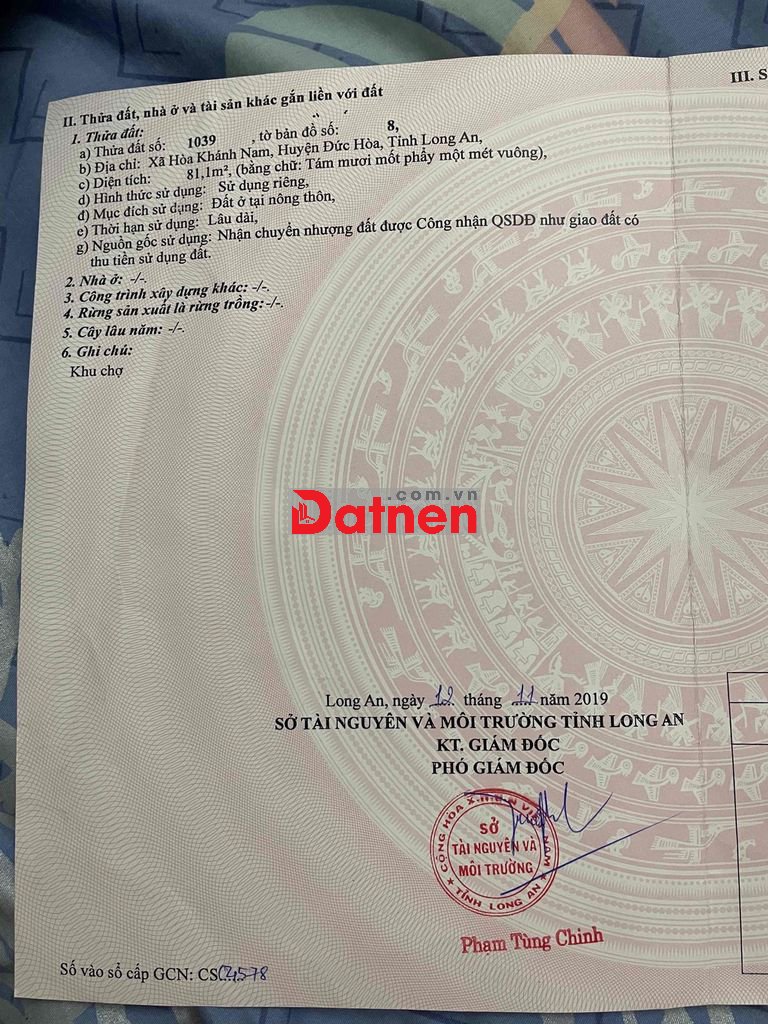 II. Thửa đất, nhà ở và tài sản khác gắn liền với đất
III. S
1. Thửa đất:
a) Thửa đất số: 1039 , tờ bản đồ số: 8,
b) Địa chỉ: Xã Hòa Khánh Nam, Huyện Đức Hòa, Tỉnh Long An,
c) Diện tích: 81,1m², (bằng chữ: Tám mươi mốt phẩy một mét vuông),
d) Hình thức sử dụng: Sử dụng riêng,
đ) Mục đích sử dụng: Đất ở tại nông thôn,
e) Thời hạn sử dụng: Lâu dài,
g) Nguồn gốc sử dụng: Nhận chuyển nhượng đất được Công nhận QSDĐ như giao đất có
thu tiền sử dụng đất.
2. Nhà ở: -/-.
3. Công trình xây dựng khác: -/-.
4. Rừng sản xuất là rừng trồng:-/-.
5. Cây lâu năm: -/-.
6. Ghi chú:
Khu chợ
.com.vn
Datnen
Long An, ngày 12 tháng 11 năm 2019
SỞ TÀI NGUYÊN VÀ MÔI TRƯỜNG TỈNH LONG AN
KT. GIÁM ĐỐC
PHÓ GIÁM ĐỐC
CỘNG HÒA X.H.C.N VIỆT NAM
SỞ
TÀI NGUYÊN VÀ
MÔI TRƯỜNG
TỈNH LONG AN
Phạm Tùng Chinh
Số vào sổ cấp GCN: CS04578